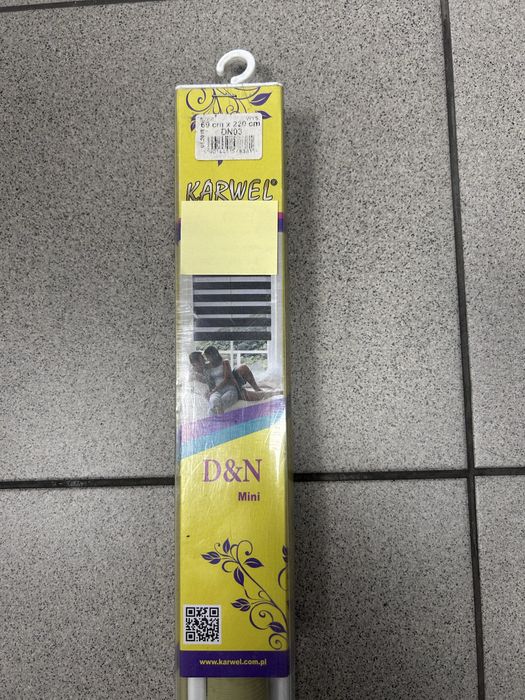 69 cm x 220 cm
DN03
KARWEL®
D&N
Mini
www.karwel.com.pl